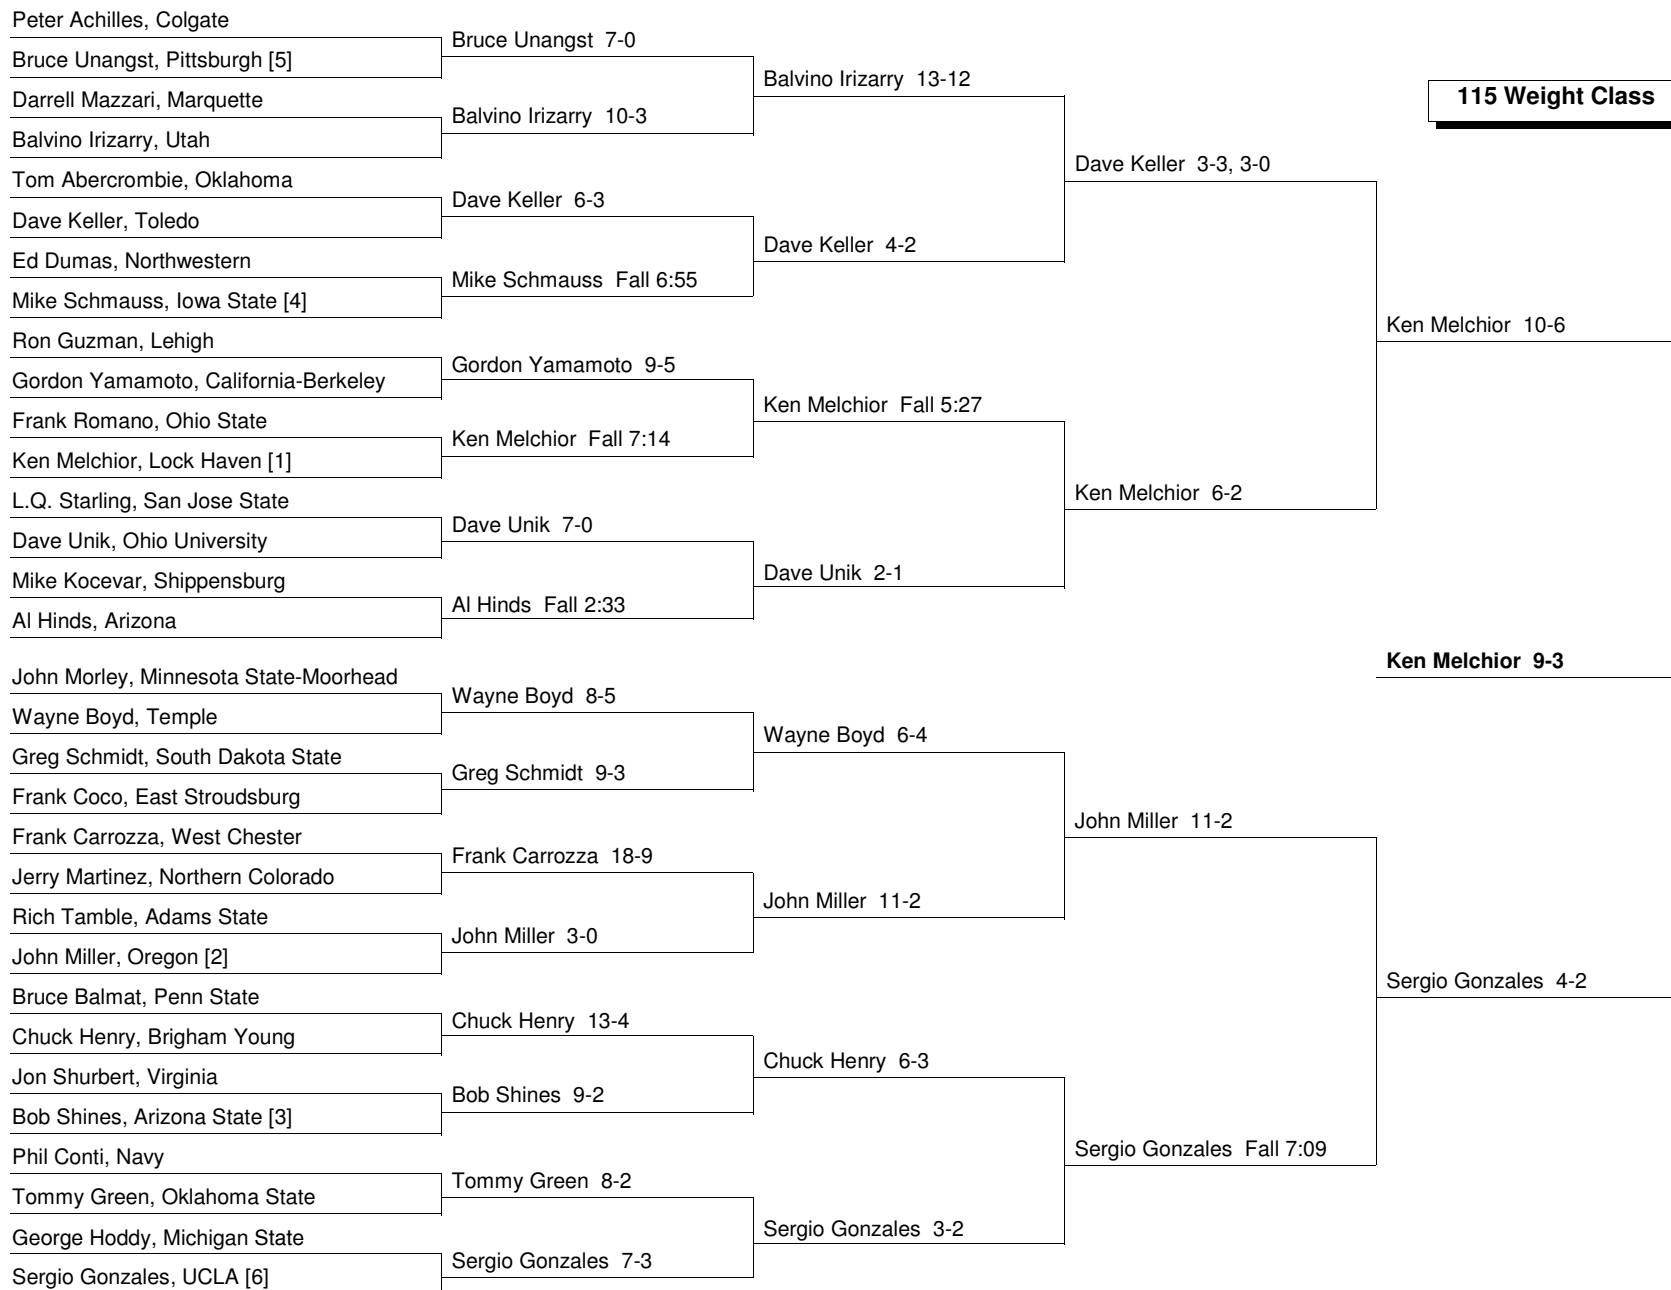 Peter Achilles, Colgate
Bruce Unangst, Pittsburgh [5]
Darrell Mazzari, Marquette
Balvino Irizarry, Utah
Tom Abercrombie, Oklahoma
Dave Keller, Toledo
Ed Dumas, Northwestern
Mike Schmauss, Iowa State [4]
Ron Guzman, Lehigh
Gordon Yamamoto, California-Berkeley
Frank Romano, Ohio State
Ken Melchior, Lock Haven [1]
L.Q. Starling, San Jose State
Dave Unik, Ohio University
Mike Kocevar, Shippensburg
Al Hinds, Arizona
John Morley, Minnesota State-Moorhead
Wayne Boyd, Temple
Greg Schmidt, South Dakota State
Frank Coco, East Stroudsburg
Frank Carrozza, West Chester
Jerry Martinez, Northern Colorado
Rich Tamble, Adams State
John Miller, Oregon [2]
Bruce Balmat, Penn State
Chuck Henry, Brigham Young
Jon Shurbert, Virginia
Bob Shines, Arizona State [3]
Phil Conti, Navy
Tommy Green, Oklahoma State
George Hoddy, Michigan State
Sergio Gonzales, UCLA [6]
Bruce Unangst 7-0
Balvino Irizarry 10-3
Dave Keller 6-3
Mike Schmauss Fall 6:55
Gordon Yamamoto 9-5
Ken Melchior Fall 7:14
Dave Unik 7-0
Al Hinds Fall 2:33
Wayne Boyd 8-5
Greg Schmidt 9-3
Frank Carrozza 18-9
John Miller 3-0
Chuck Henry 13-4
Bob Shines 9-2
Tommy Green 8-2
Sergio Gonzales 7-3
Balvino Irizarry 13-12
Dave Keller 4-2
Ken Melchior Fall 5:27
Dave Unik 2-1
Wayne Boyd 6-4
John Miller 11-2
Chuck Henry 6-3
Sergio Gonzales 3-2
Dave Keller 3-3, 3-0
Ken Melchior 6-2
John Miller 11-2
Sergio Gonzales Fall 7:09
115 Weight Class
Ken Melchior 10-6
Ken Melchior 9-3
Sergio Gonzales 4-2